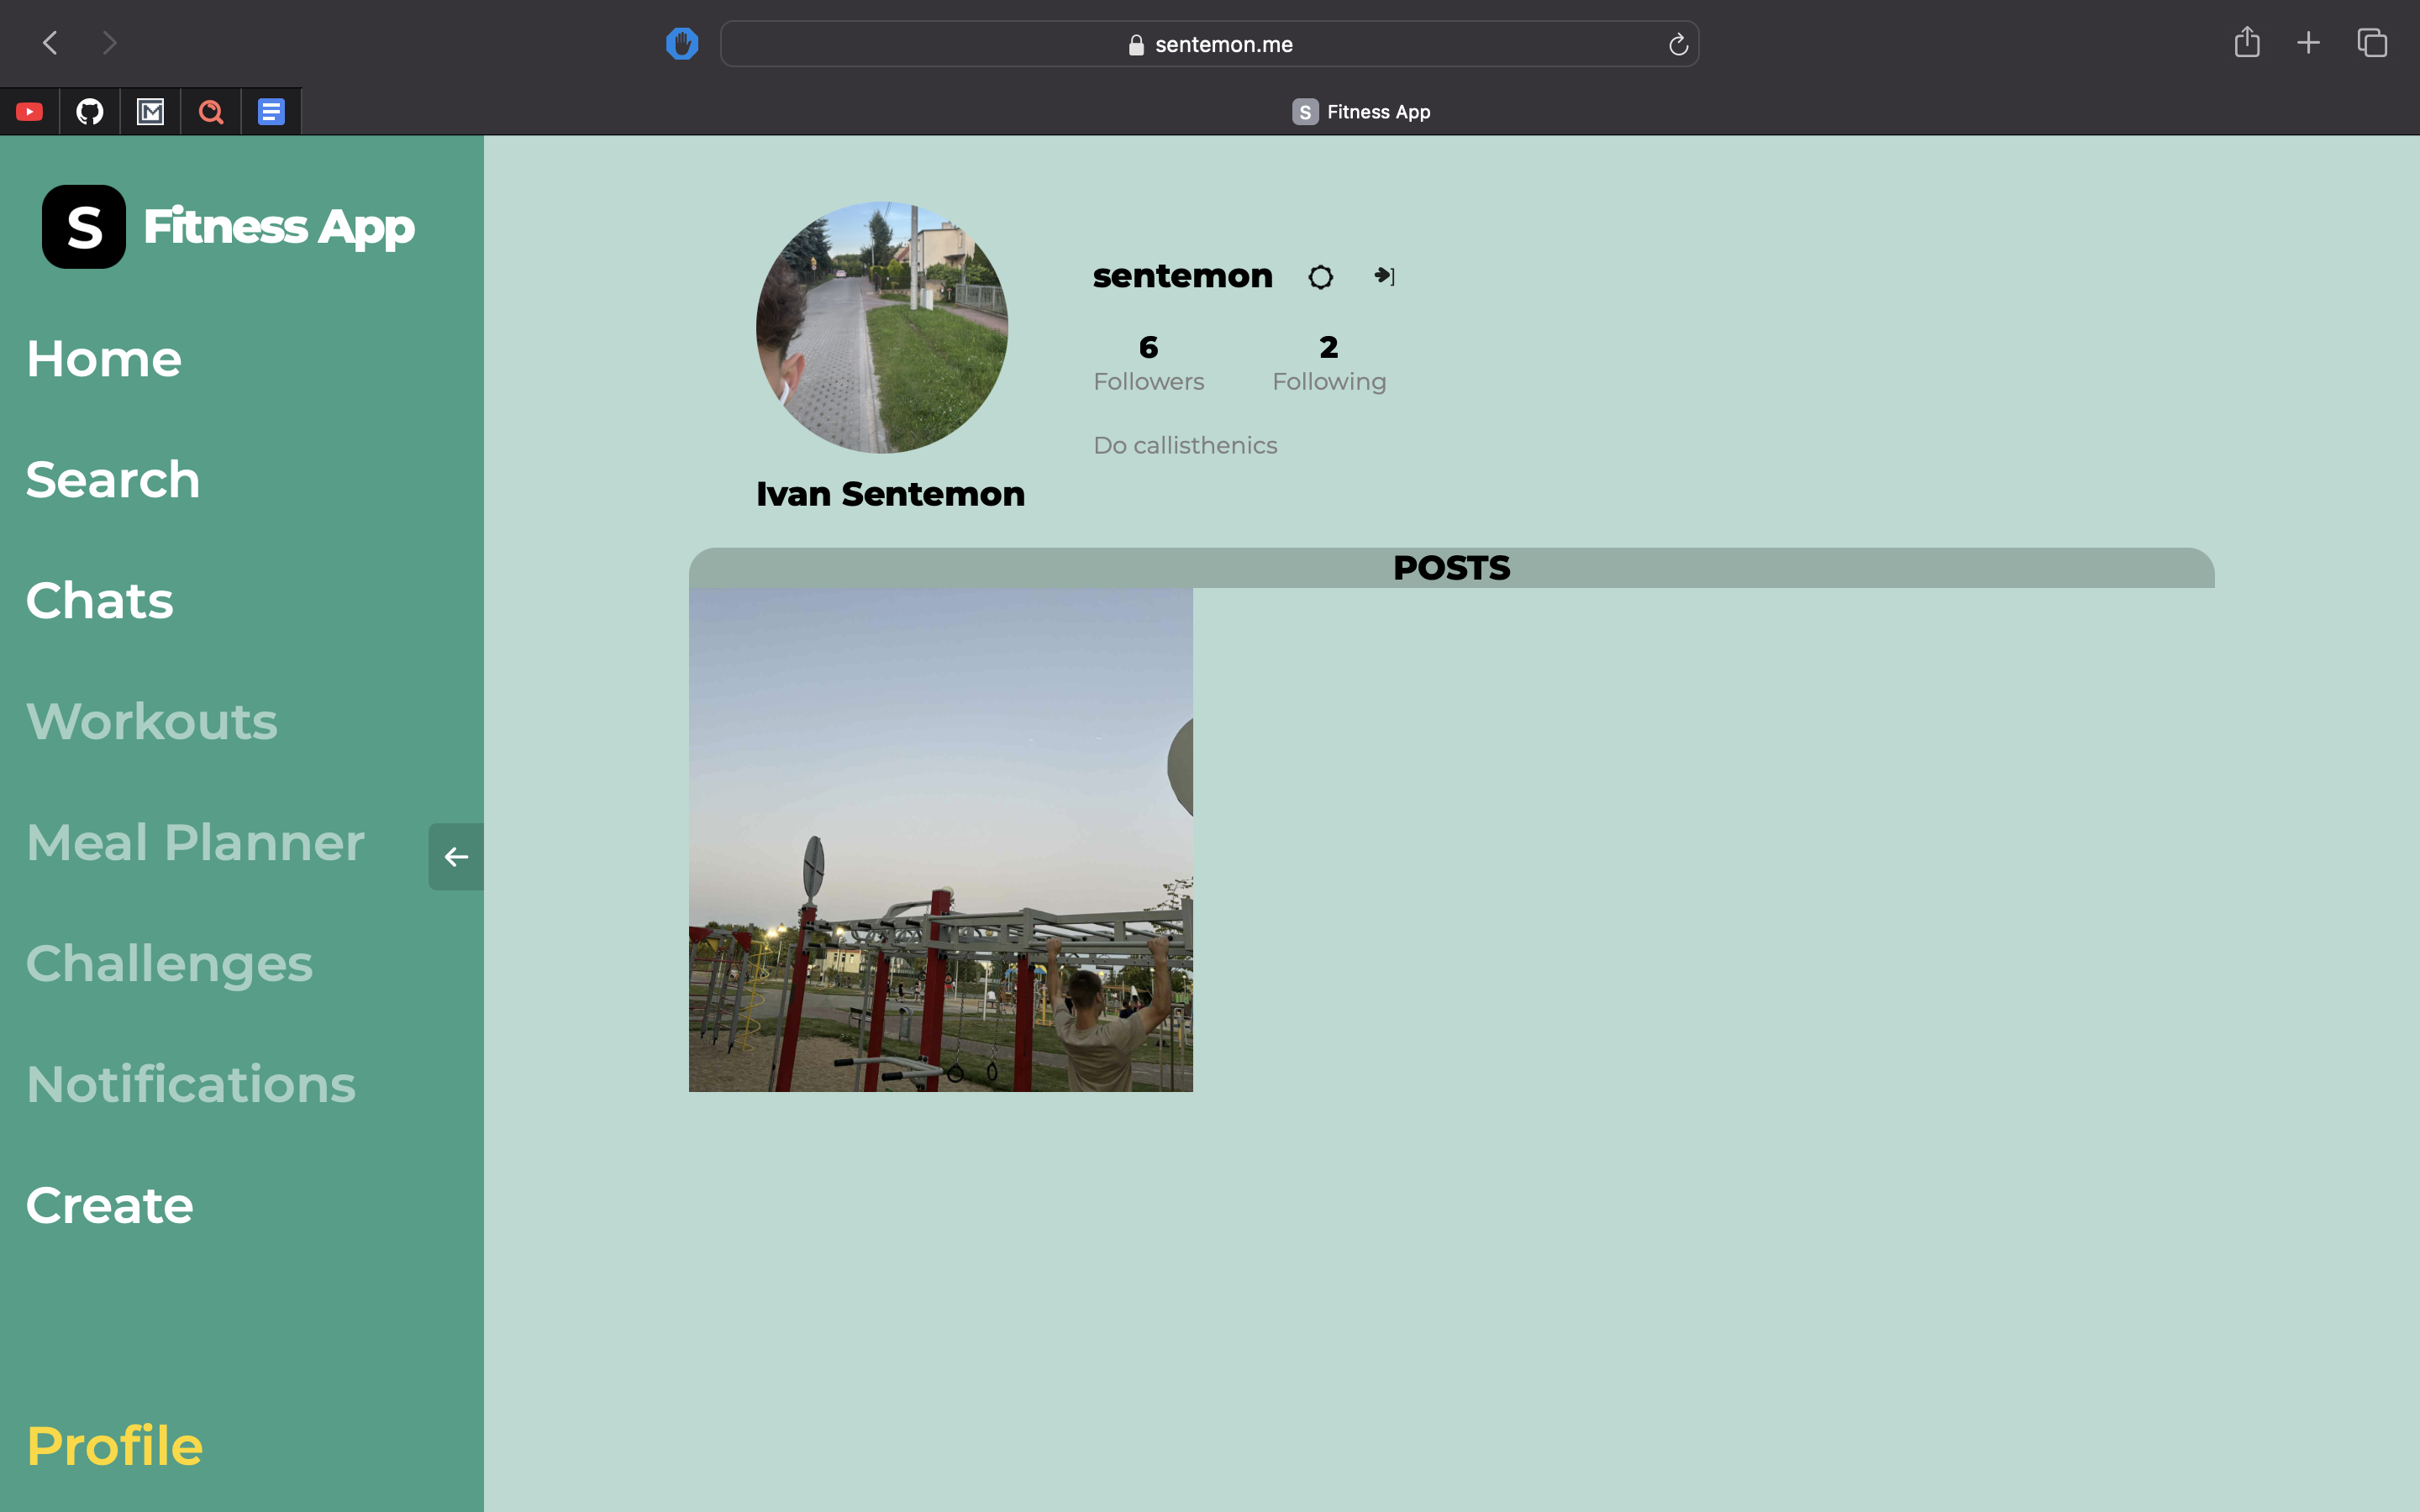 sentemon.me
S Fitness App
S Fitness App
Home
Search
Chats
Workouts
Meal Planner
Challenges
Notifications
Create
Profile
sentemon
6 2
Followers Following
Do callisthenics
Ivan Sentemon
POSTS